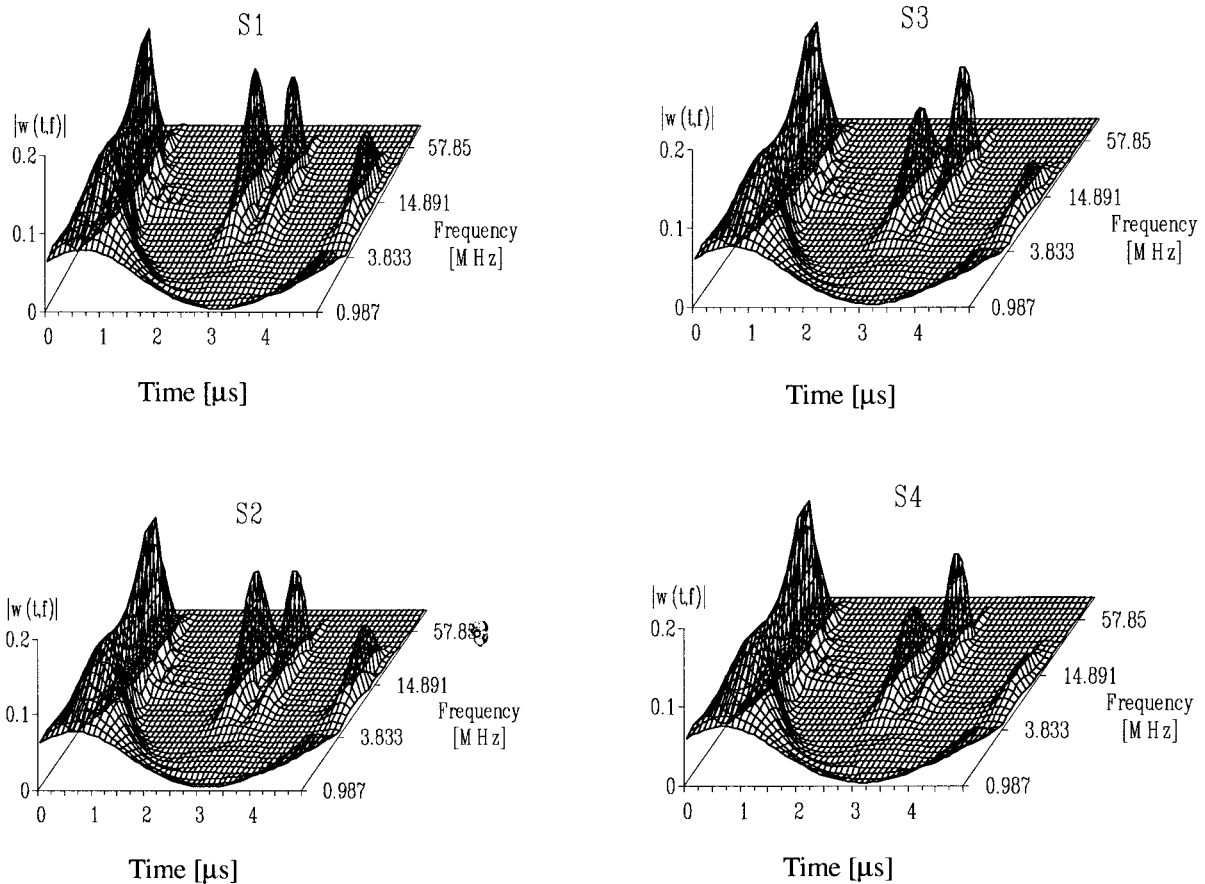 S1
|w(t,f)|
0.2
0.1
0
0 1 2 3 4
57.85
14.891
3.833
0.987
Frequency
[MHz]
Time [μs]
S3
|w(t,f)|
0.2
0.1
0
0 1 2 3 4
57.85
14.891
3.833
0.987
Frequency
[MHz]
Time [μs]
S2
|w(t,f)|
0.2
0.1
0
0 1 2 3 4
14.891
3.833
0.987
Frequency
[MHz]
Time [μs]
S4
|w(t,f)|
0.2
0.1
0
0 1 2 3 4
57.85
14.891
3.833
0.987
Frequency
[MHz]
Time [μs]